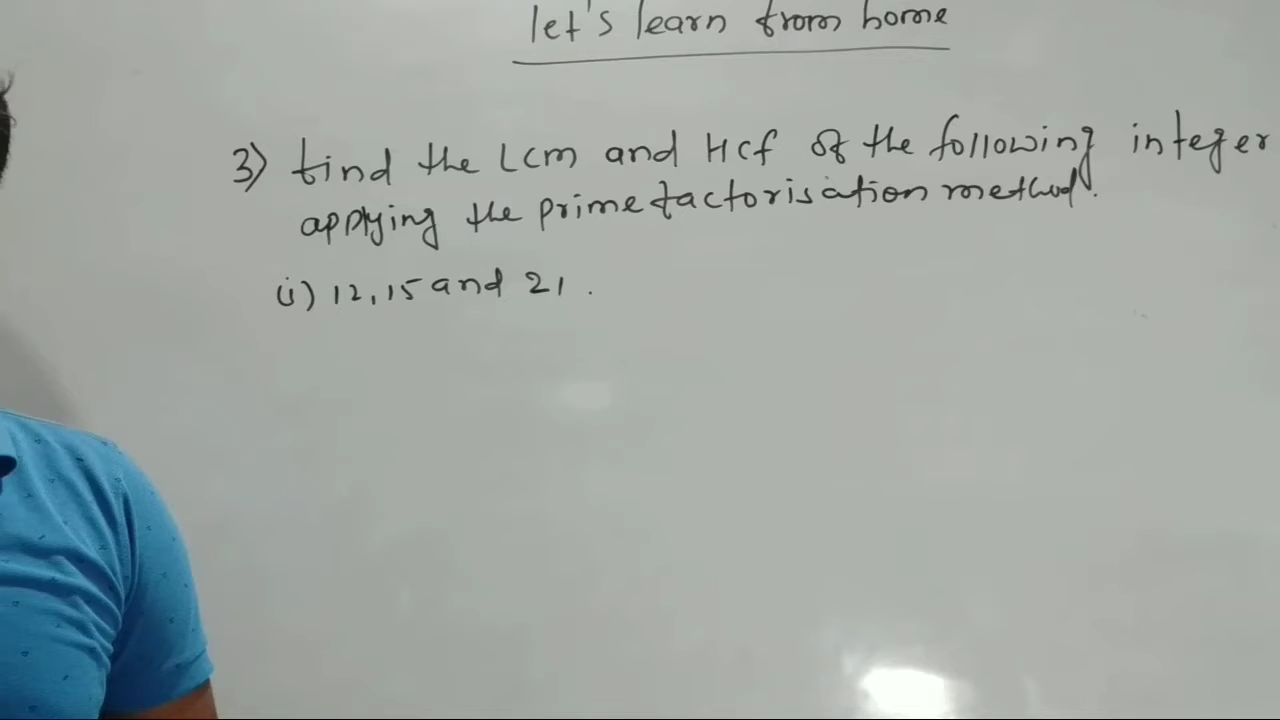 let's learn from home
3) find the LCM and HCF of the following integer
applying the prime factorisation method.
(i) 12, 15 and 21.